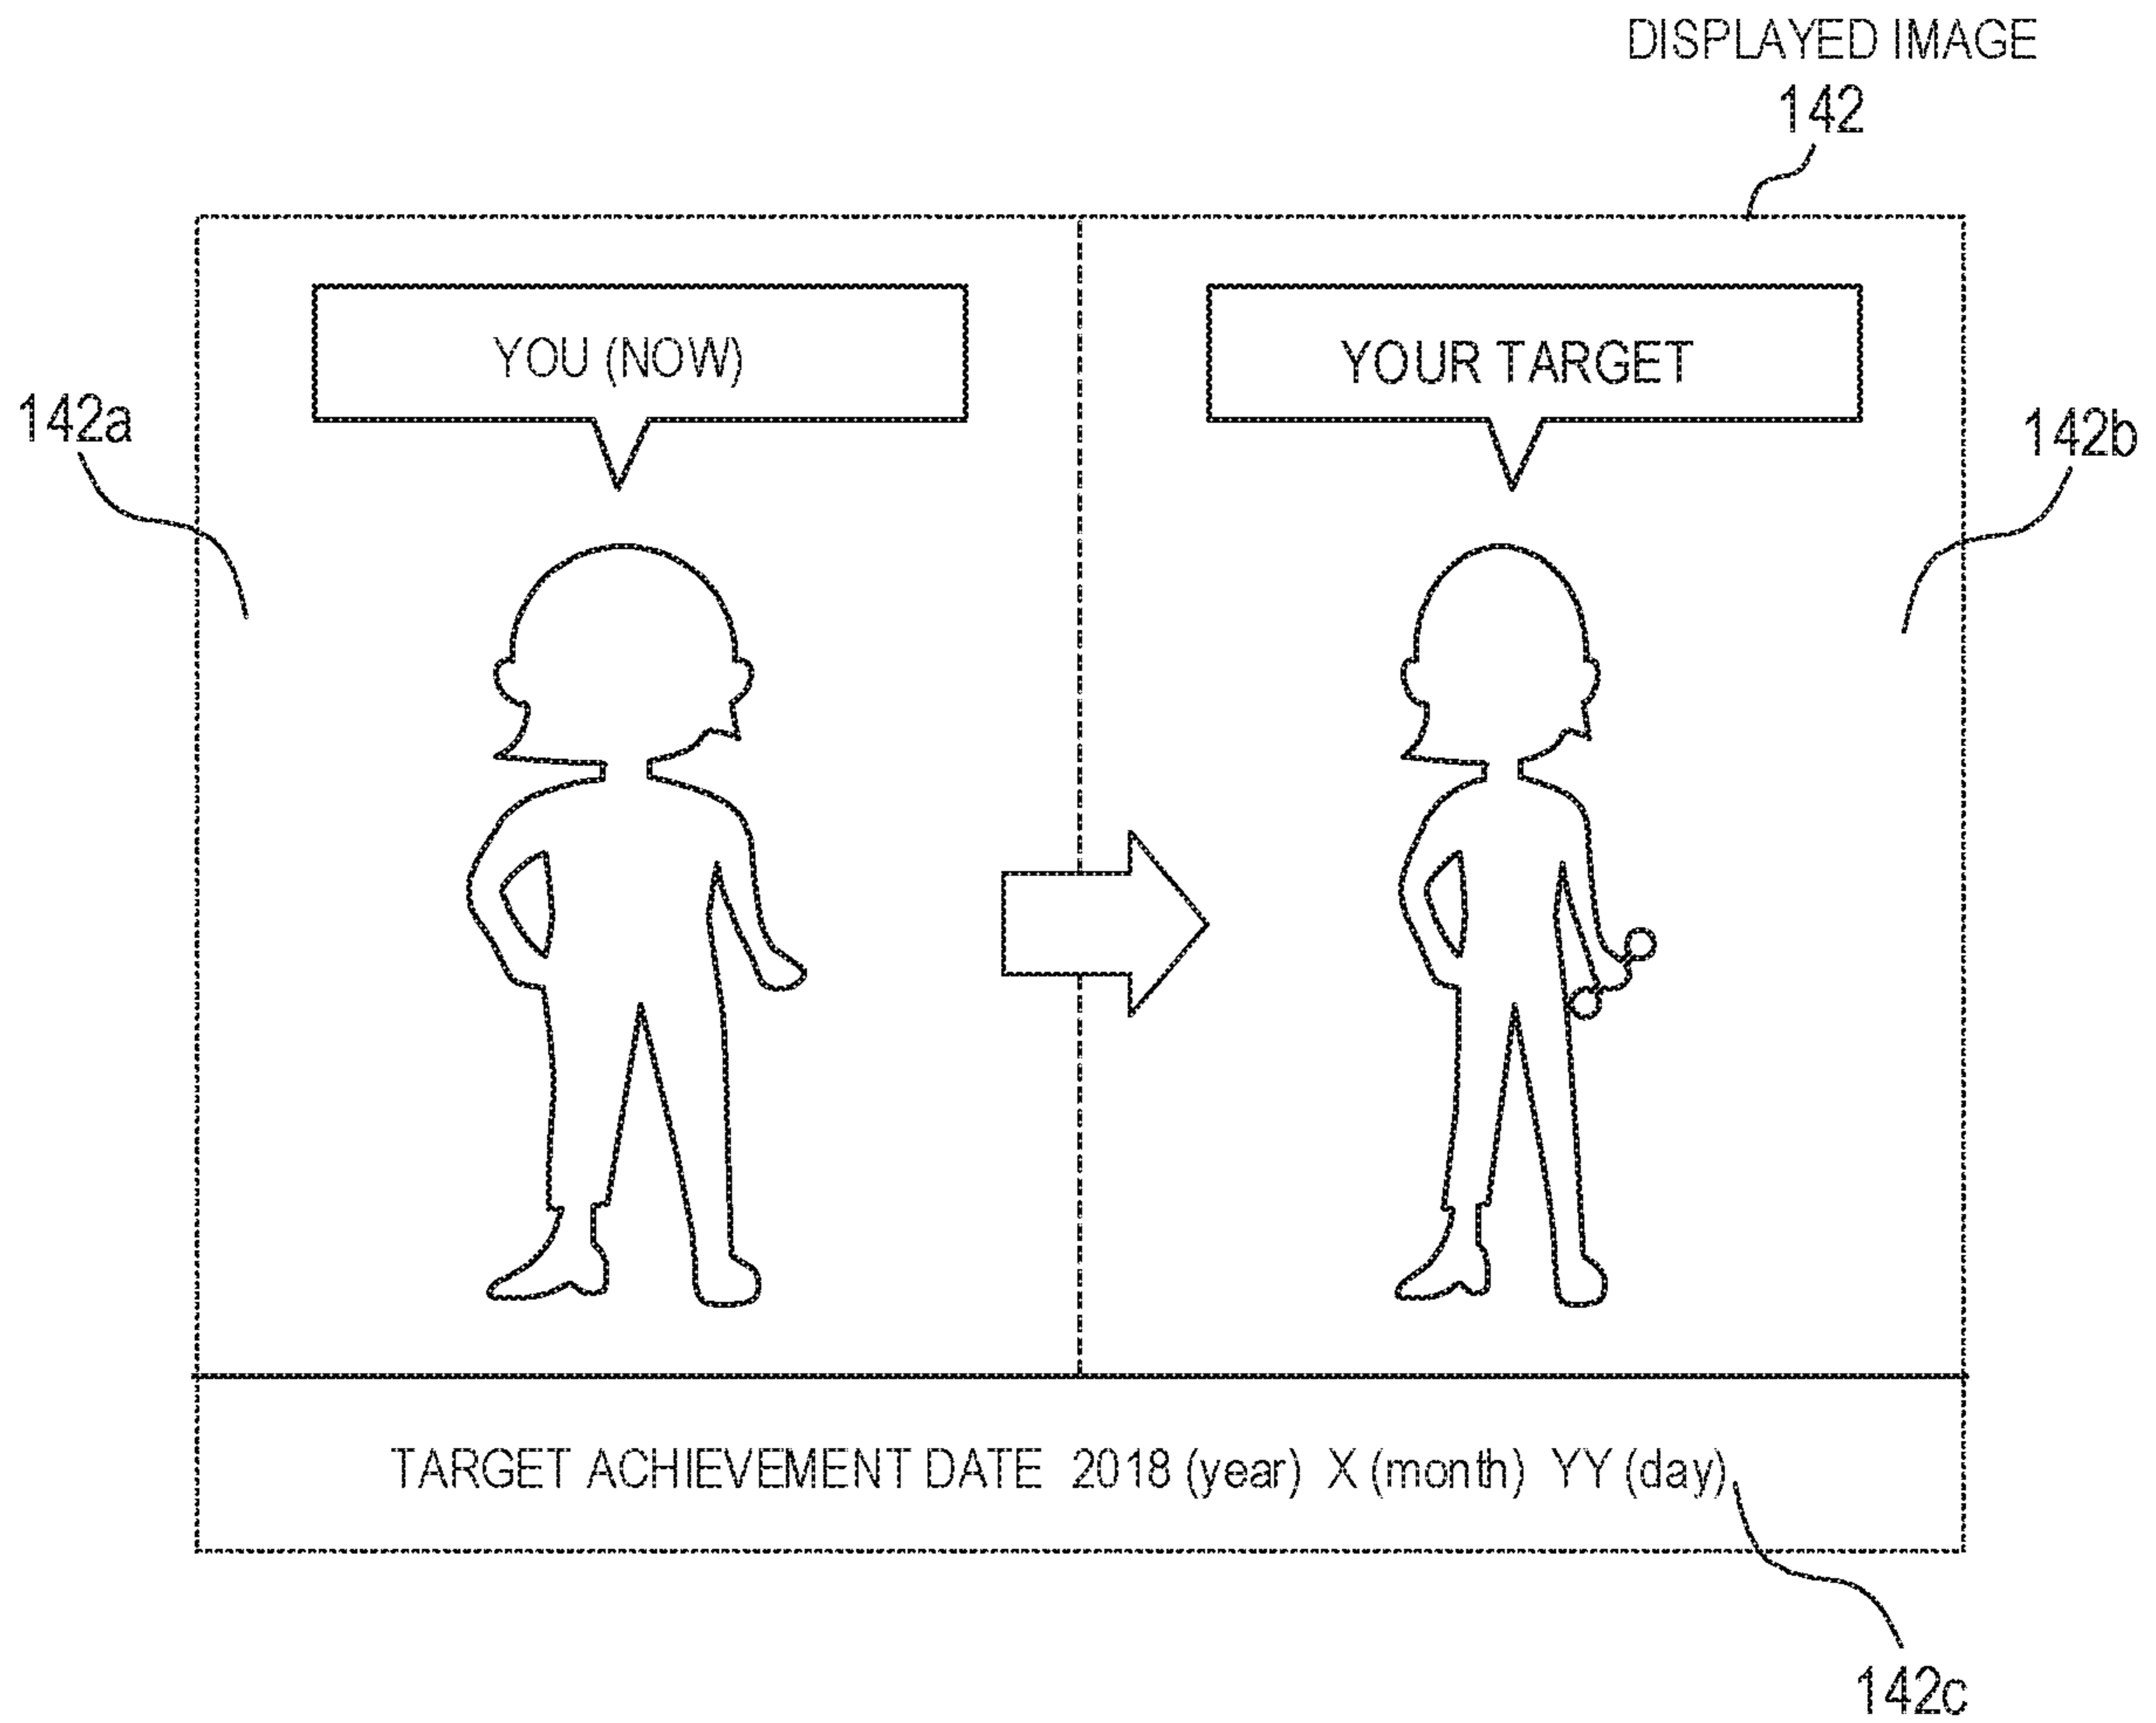 DISPLAYED IMAGE
142
YOU (NOW)
YOUR TARGET
142a
142b
TARGET ACHIEVEMENT DATE 2018 (year) X (month) YY (day)
142c